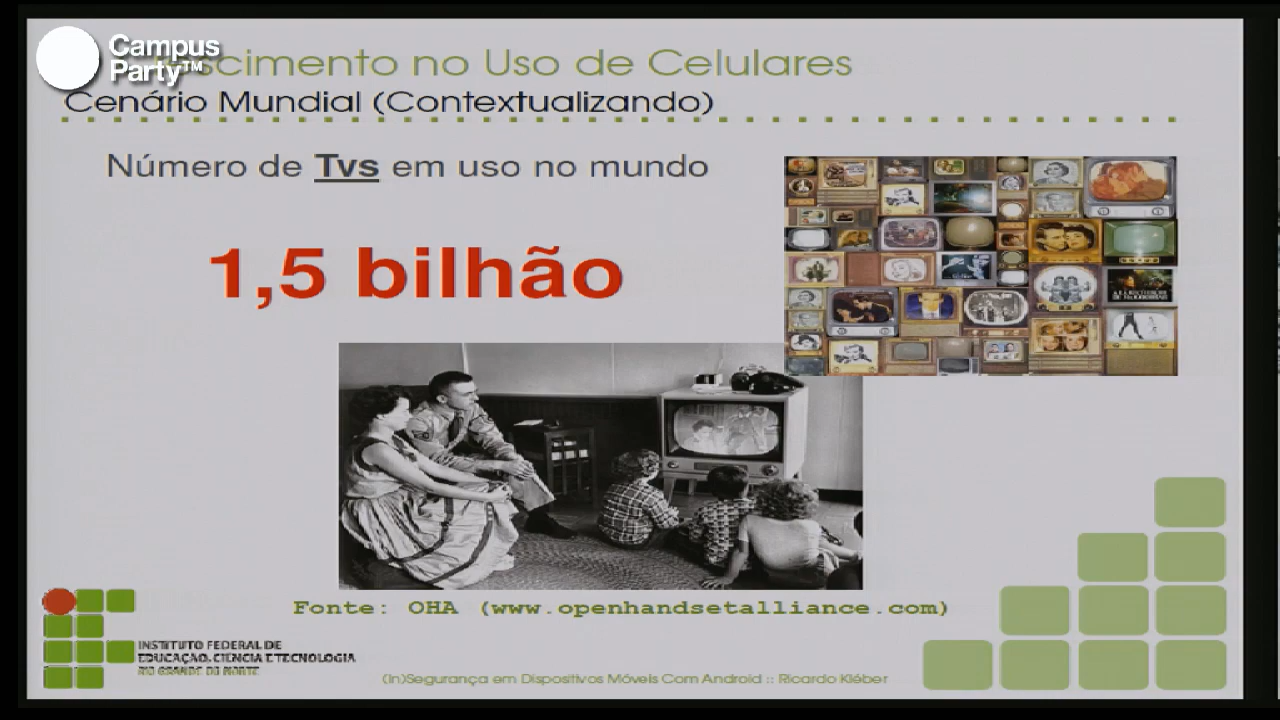 Campus
Party™
scimento no Uso de Celulares
Cenário Mundial (Contextualizando)
Número de Tvs em uso no mundo
1,5 bilhão
Fonte: OHA (www.openhandsetalliance.com)
INSTITUTO FEDERAL DE
EDUCAÇÃO, CIÊNCIA E TECNOLOGIA
RIO GRANDE DO NORTE
(In)Segurança em Dispositivos Móveis Com Android :: Ricardo Kléber